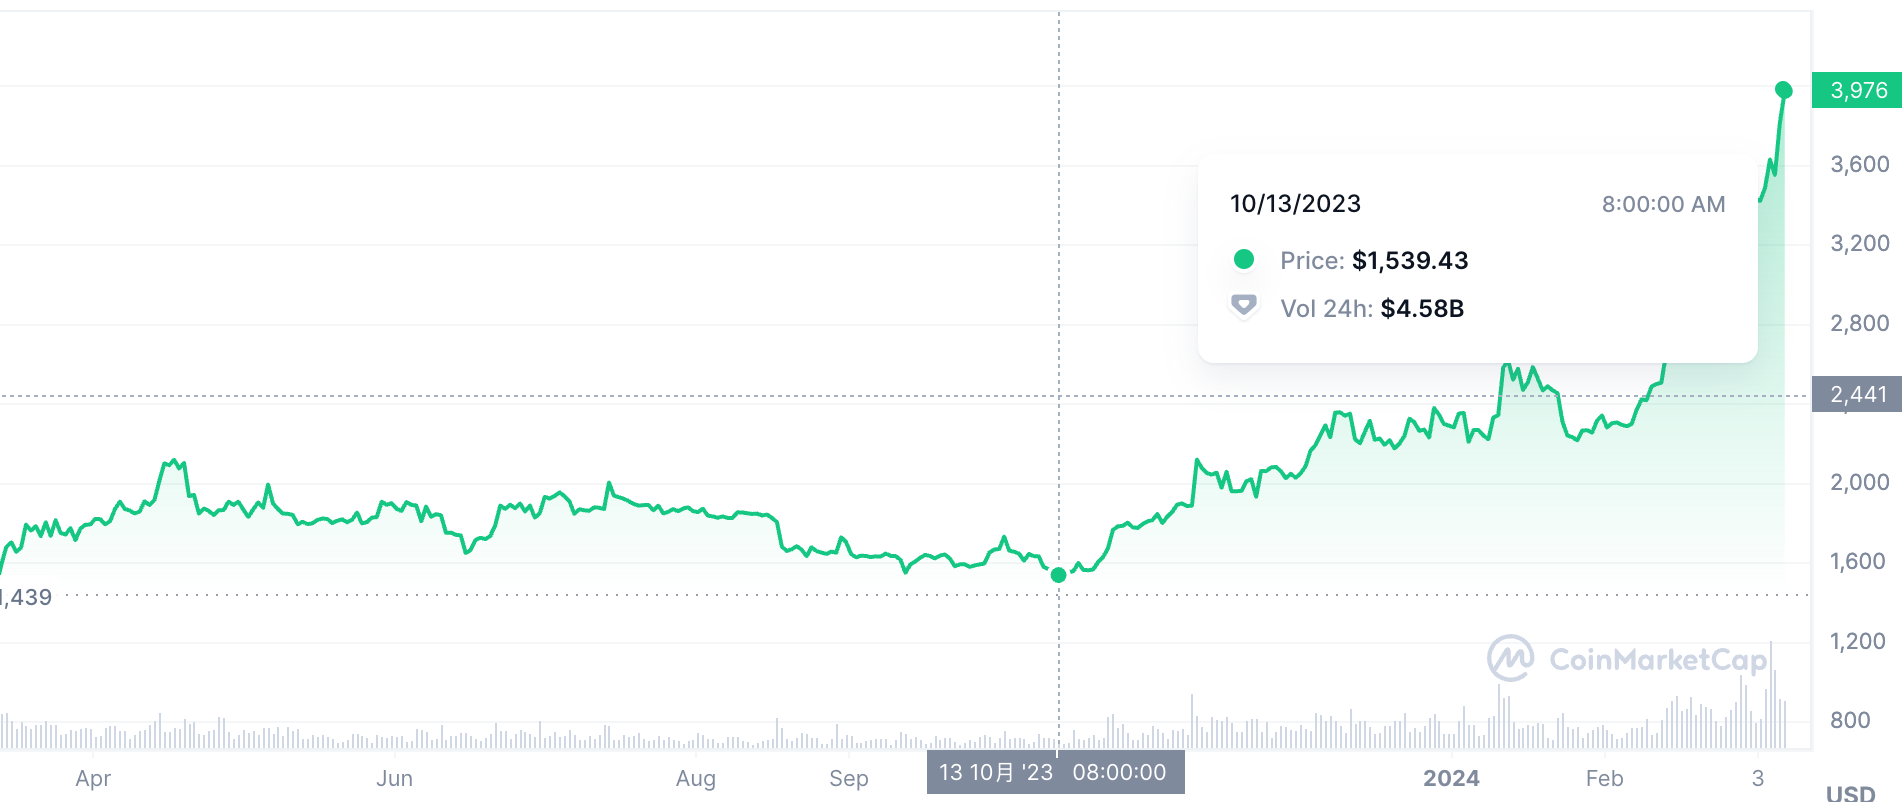 3,976
3,600
10/13/2023 8:00:00 AM
3,200
Price: $1,539.43
Vol 24h: $4.58B
2,800
2,441
2,000
1,600
1,439
1,200
CoinMarketCap
800
Apr Jun Aug Sep 13 10月 '23 08:00:00 2024 Feb 3
USD